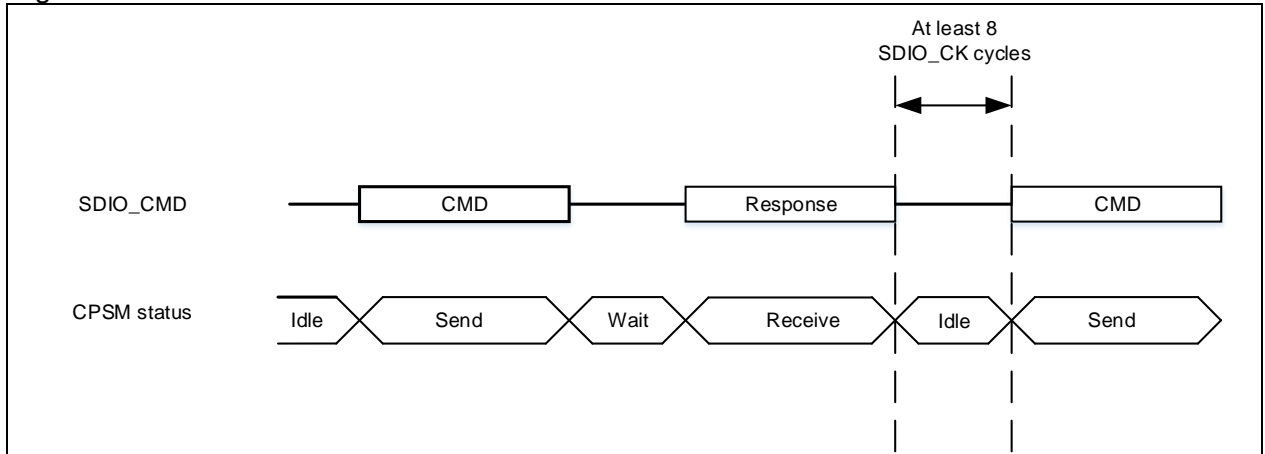 At least 8
SDIO_CK cycles
SDIO_CMD CMD Response CMD
CPSM status Idle Send Wait Receive Idle Send